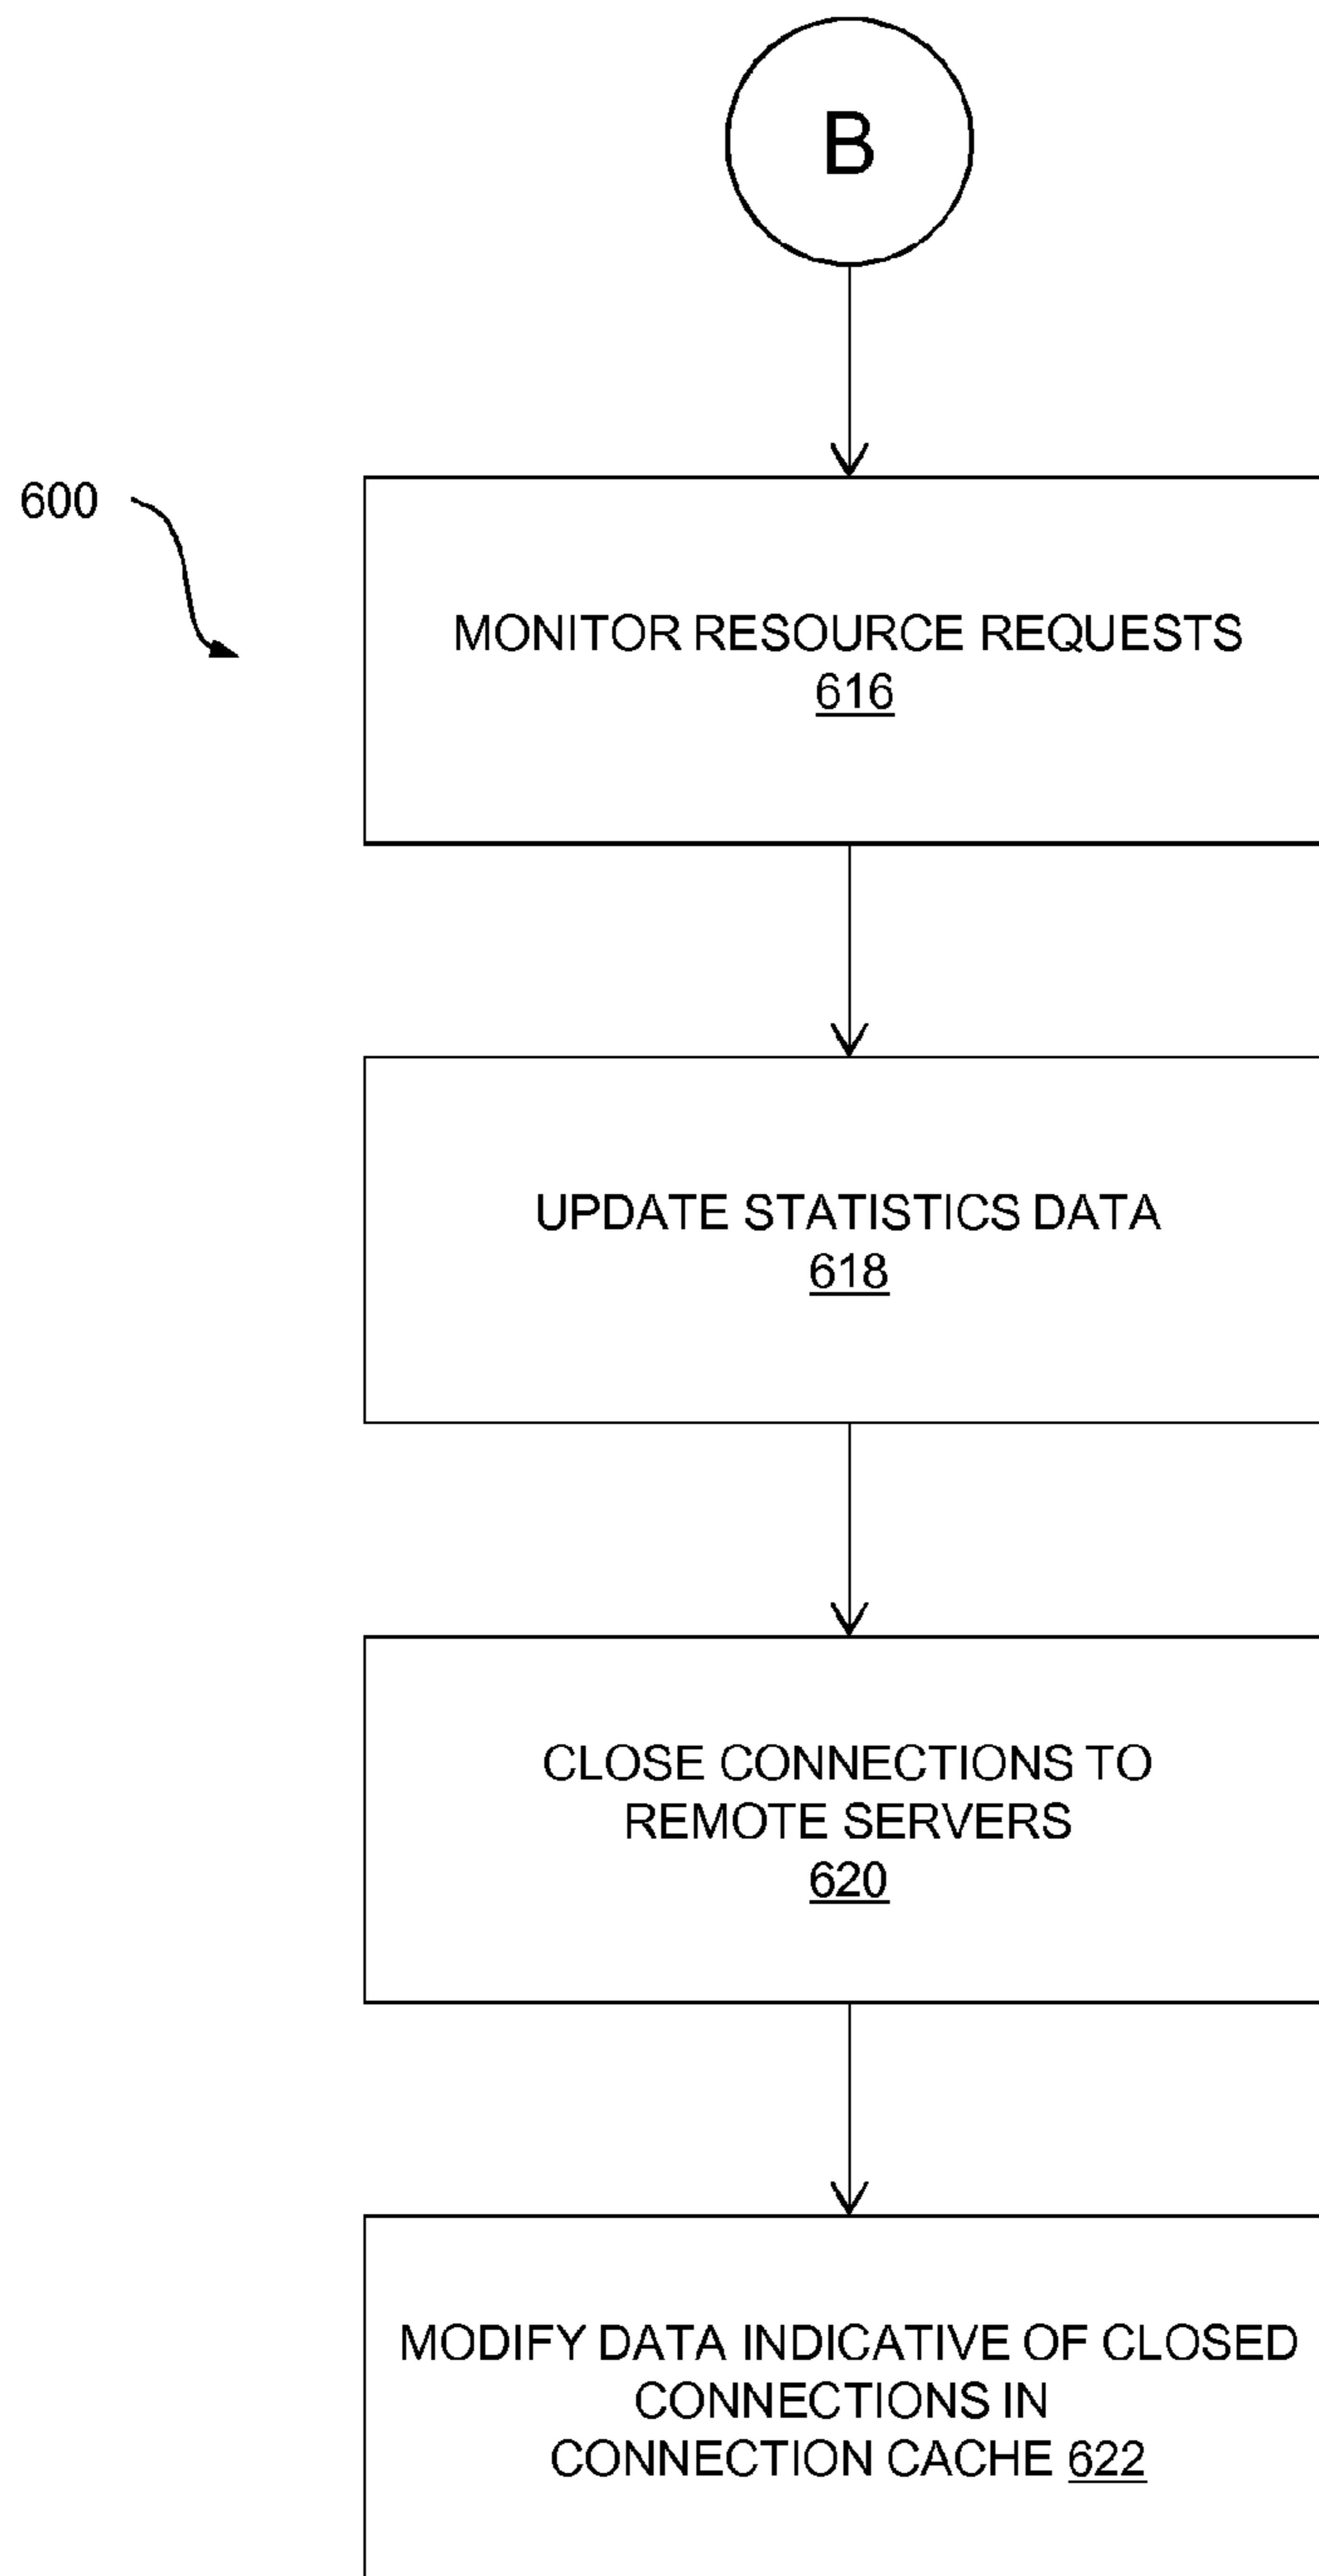 B
600
MONITOR RESOURCE REQUESTS
616
UPDATE STATISTICS DATA
618
CLOSE CONNECTIONS TO
REMOTE SERVERS
620
MODIFY DATA INDICATIVE OF CLOSED
CONNECTIONS IN
CONNECTION CACHE 622